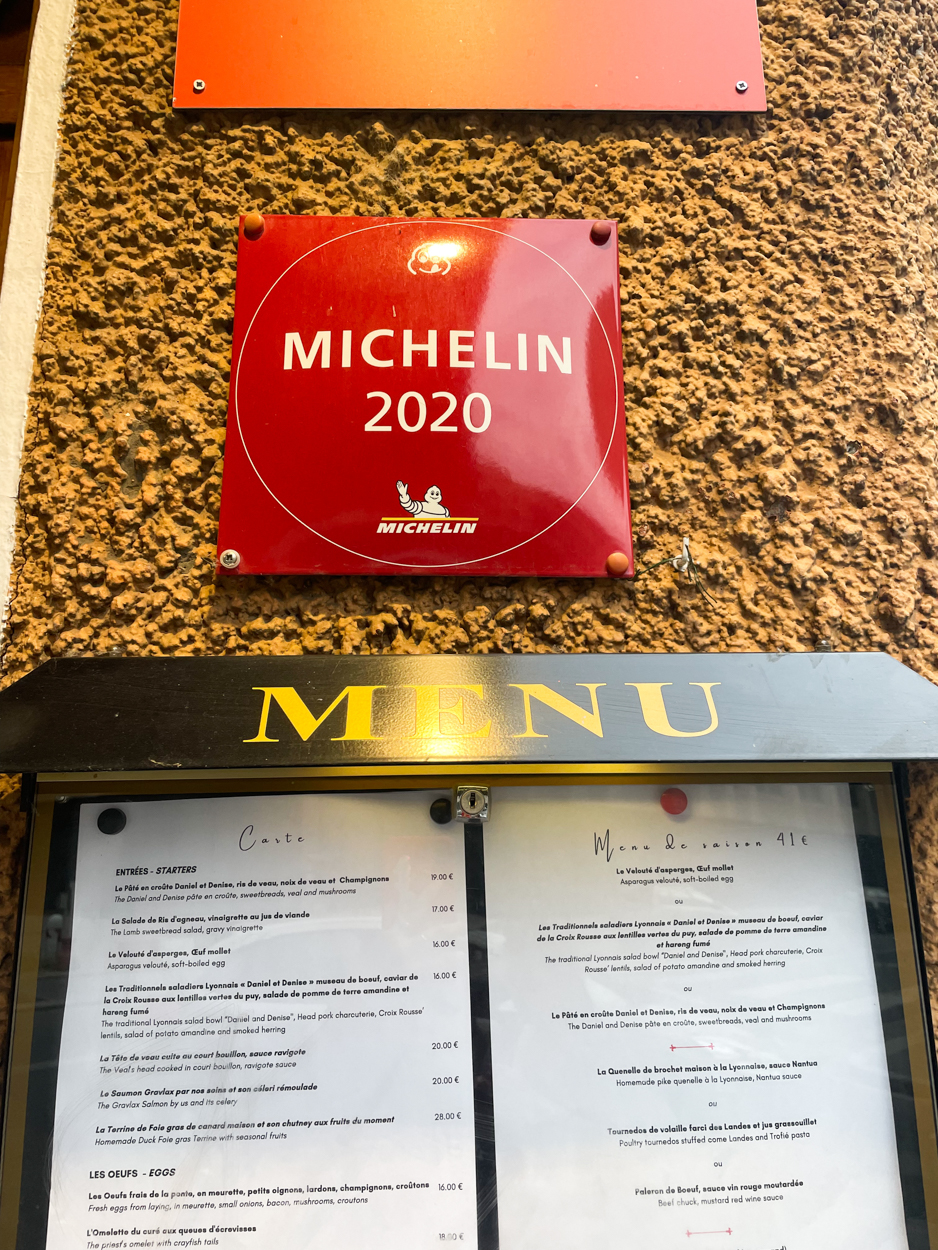 MICHELIN
2020
MICHELIN
MENU
Carte
ENTRÉES - STARTERS
Le Pâté en croûte Daniel et Denise, ris de veau, noix de veau et Champignons 19.00 €
The Daniel and Denise pâte en croûte, sweetbreads, veal and mushrooms
La Salade de Ris d'agneau, vinaigrette au jus de viande 17.00 €
The Lamb sweetbread salad, gravy vinaigrette
Le Velouté d'asperges, Œuf mollet 16.00 €
Asparagus velouté, soft-boiled egg
Les Traditionnels saladiers Lyonnais « Daniel et Denise » museau de boeuf, caviar de 16.00 €
la Croix Rousse aux lentilles vertes du puy, salade de pomme de terre amandine et
hareng fumé
The traditional Lyonnais salad bowl "Daniel and Denise", Head pork charcuterie, Croix Rousse'
lentils, salad of potato amandine and smoked herring
La Tête de veau cuite au court bouillon, sauce ravigote 20.00 €
The Veal's head cooked in court bouillon, ravigote sauce
Le Saumon Gravlax par nos soins et son céleri rémoulade 20.00 €
The Gravlax Salmon by us and its celery
La Terrine de Foie gras de canard maison et son chutney aux fruits du moment 28.00 €
Homemade Duck Foie gras Terrine with seasonal fruits
LES OEUFS - EGGS
Les Oeufs frais de la ponte, en meurette, petits oignons, lardons, champignons, croûtons 16.00 €
Fresh eggs from laying, in meurette, small onions, bacon, mushrooms, croutons
L'Omelette du curé aux queues d'écrevisses 18.00 €
The priest's omelet with crayfish tails
Menu de saison 41 €
Le Velouté d'asperges, Œuf mollet
Asparagus velouté, soft-boiled egg
ou
Les Traditionnels saladiers Lyonnais « Daniel et Denise » museau de boeuf, caviar
de la Croix Rousse aux lentilles vertes du puy, salade de pomme de terre amandine
et hareng fumé
The traditional Lyonnais salad bowl "Daniel and Denise", Head pork charcuterie, Croix
Rousse' lentils, salad of potato amandine and smoked herring
ou
Le Pâté en croûte Daniel et Denise, ris de veau, noix de veau et Champignons
The Daniel and Denise pâte en croûte, sweetbreads, veal and mushrooms
La Quenelle de brochet maison à la Lyonnaise, sauce Nantua
Homemade pike quenelle à la Lyonnaise, Nantua sauce
ou
Tournedos de volaille farci des Landes et jus grassouillet
Poultry tournedos stuffed come Landes and Trofié pasta
ou
Paleron de Boeuf, sauce vin rouge moutardée
Beef chuck, mustard red wine sauce